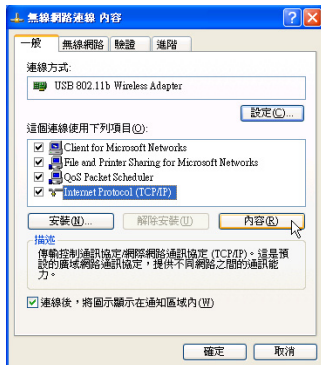 無線網路連線 內容
一般 無線網路 驗證 進階
連線方式:
USB 802.11b Wireless Adapter
設定(C)...
這個連線使用下列項目(O):
Client for Microsoft Networks
File and Printer Sharing for Microsoft Networks
QoS Packet Scheduler
Internet Protocol (TCP/IP)
安裝(N)... 解除安裝(U) 內容(R)
描述
傳輸控制通訊協定/網際網路通訊協定 (TCP/IP)。這是預
設的廣域網路通訊協定，提供不同網路之間的通訊能
力。
連線後，將圖示顯示在通知區域內(W)
確定 取消